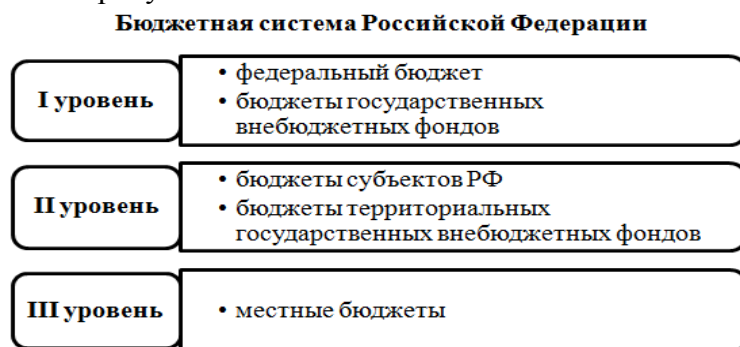 Бюджетная система Российской Федерации
I уровень
• федеральный бюджет
• бюджеты государственных
внебюджетных фондов
II уровень
• бюджеты субъектов РФ
• бюджеты территориальных
государственных внебюджетных фондов
III уровень
• местные бюджеты